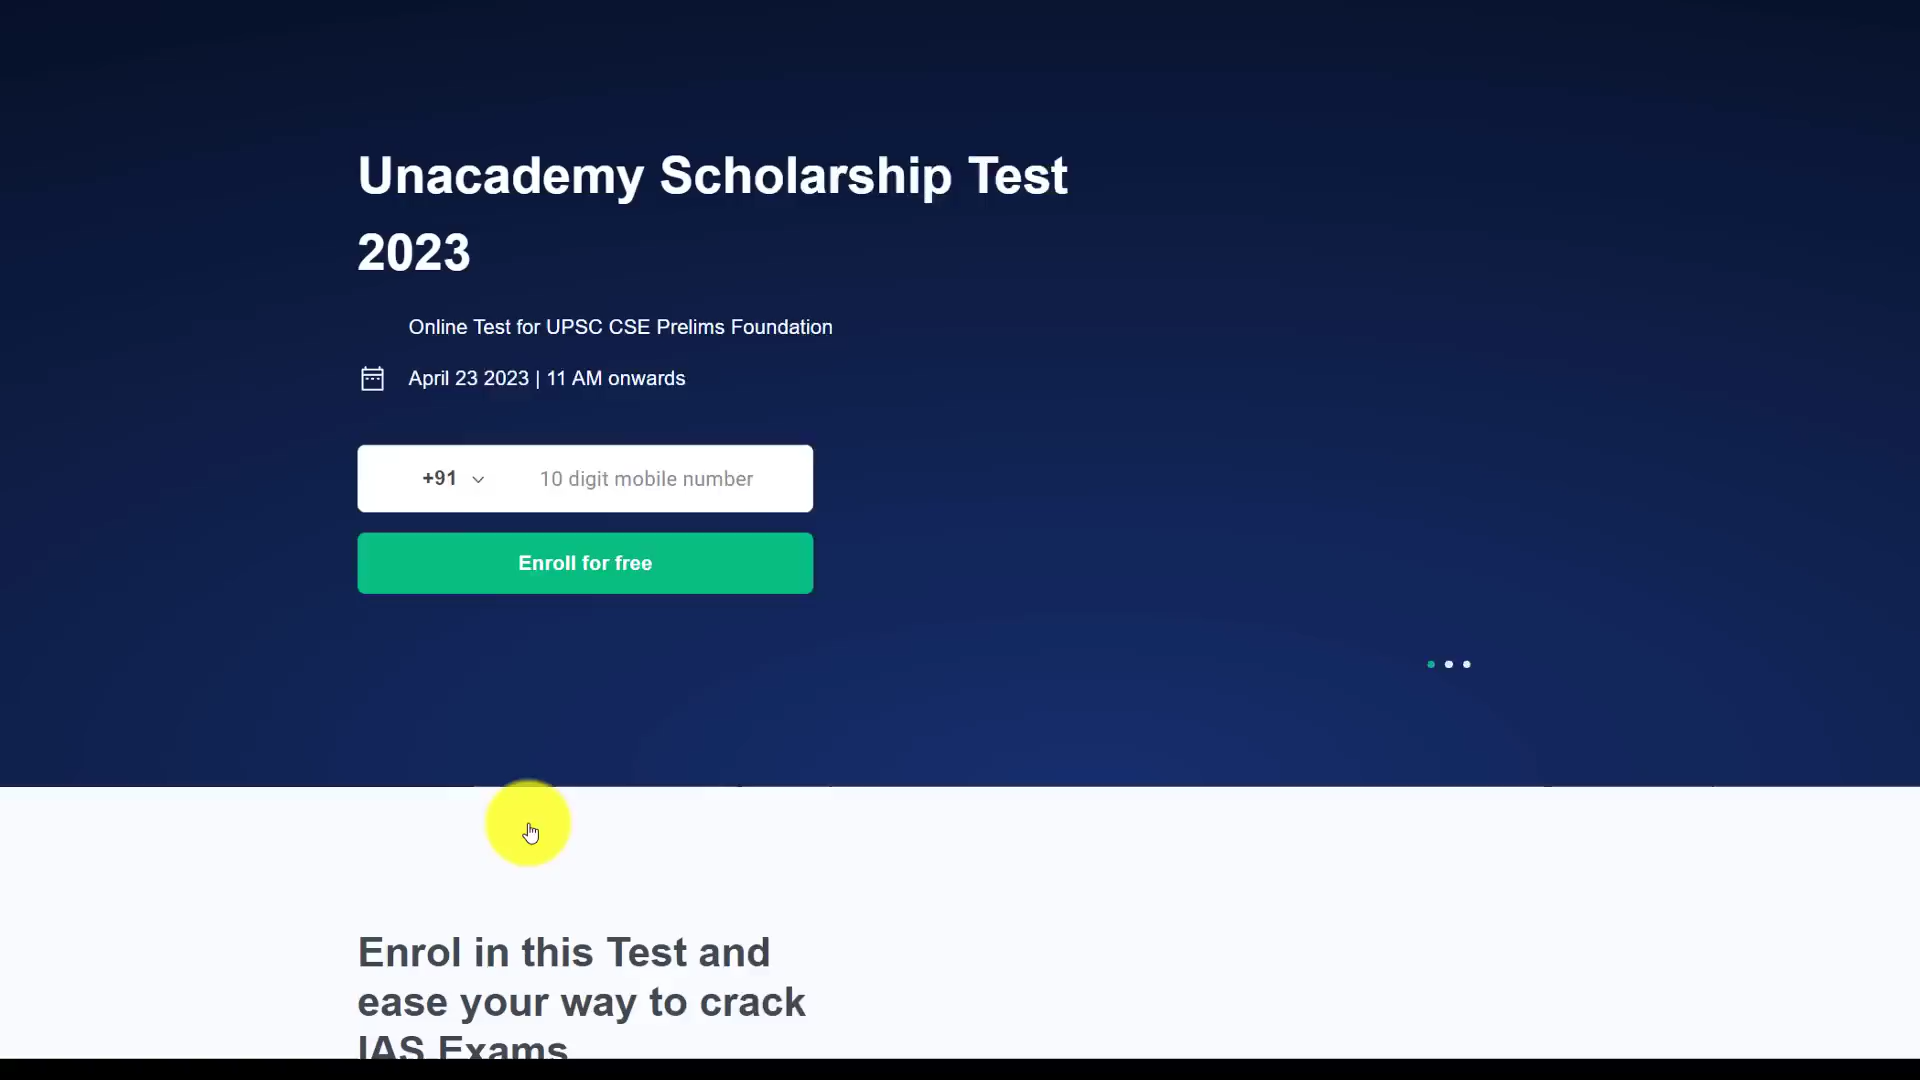 Unacademy Scholarship Test
2023
Online Test for UPSC CSE Prelims Foundation
April 23 2023 | 11 AM onwards
+91 10 digit mobile number
Enroll for free
Enrol in this Test and
ease your way to crack
IAS Exams